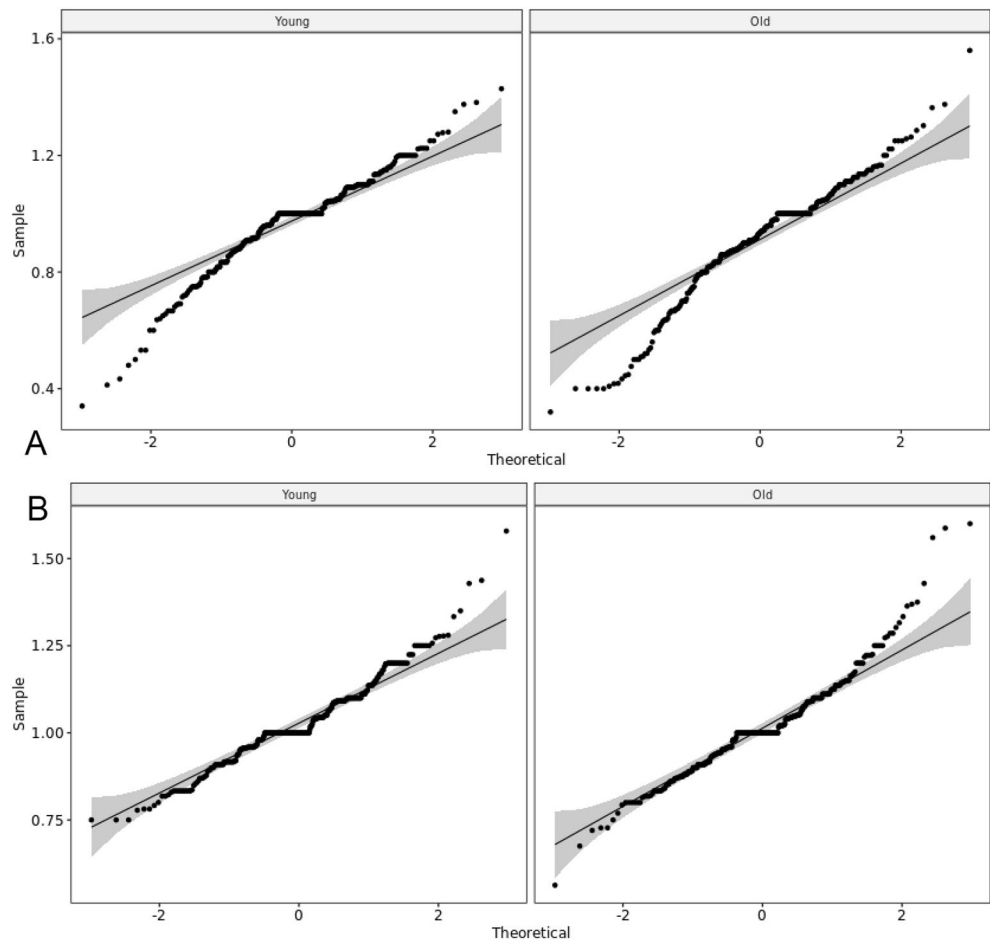 Young Old
1.6
1.2
0.8
0.4
Sample
-2 0 2 -2 0 2
Theoretical
A
B
Young Old
1.50
1.25
1.00
0.75
Sample
-2 0 2 -2 0 2
Theoretical